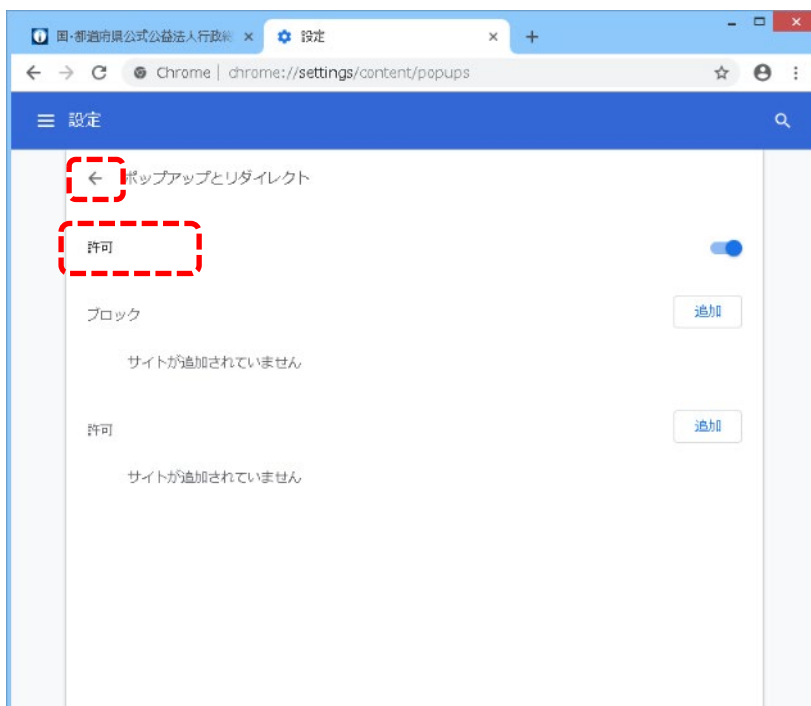 国・都道府県公式公益法人行政総
設定
Chrome | chrome://settings/content/popups
設定
ポップアップとリダイレクト
許可
ブロック
追加
サイトが追加されていません
許可
追加
サイトが追加されていません